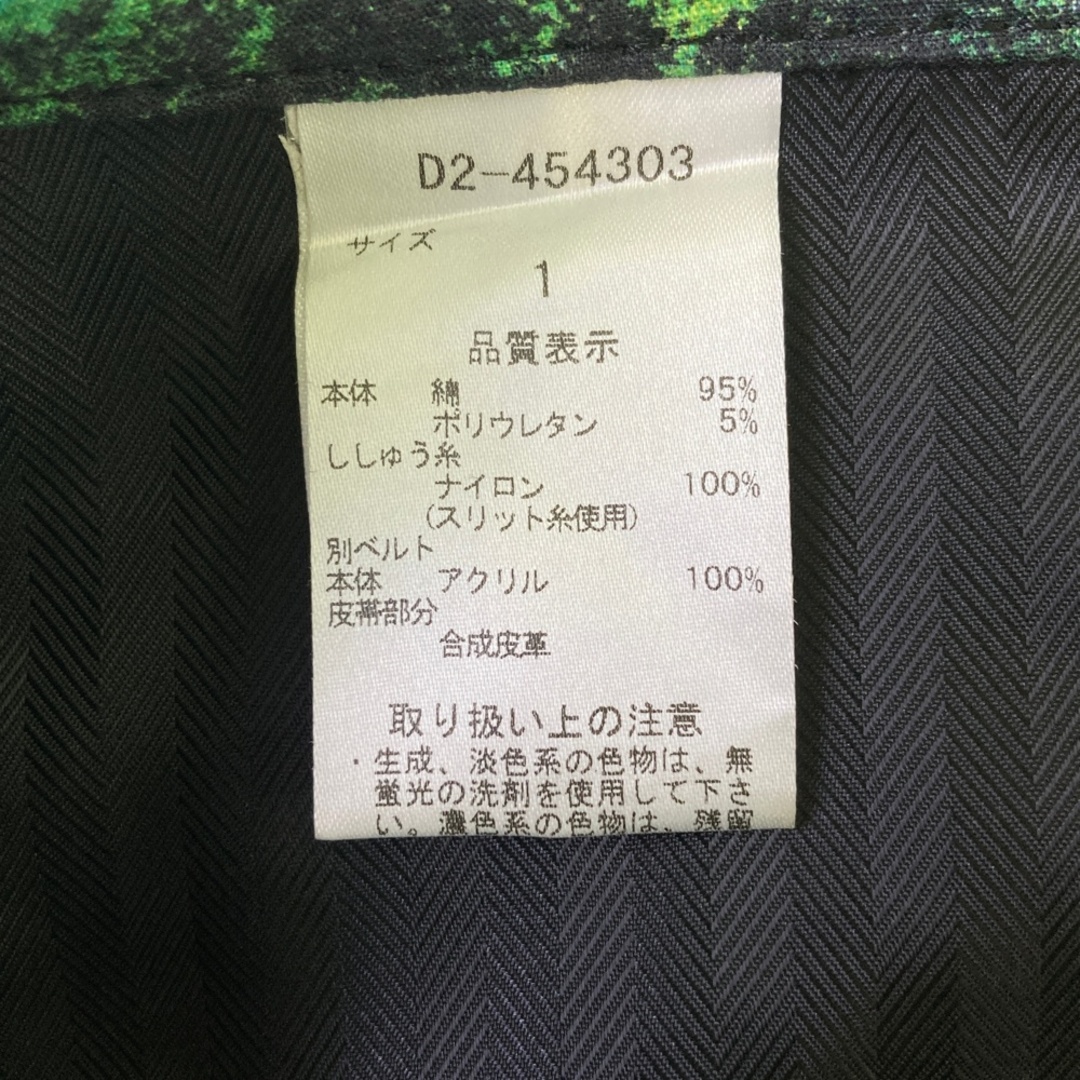 D2-454303
サイズ
1
品質表示
本体 綿 95%
ポリウレタン 5%
ししゅう糸
ナイロン 100%
(スリット糸使用)
別ベルト
本体 アクリル 100%
皮帯部分
合成皮革
取り扱い上の注意
・生成、淡色系の色物は、無
蛍光の洗剤を使用して下さ
い。濃色系の色物は、残留